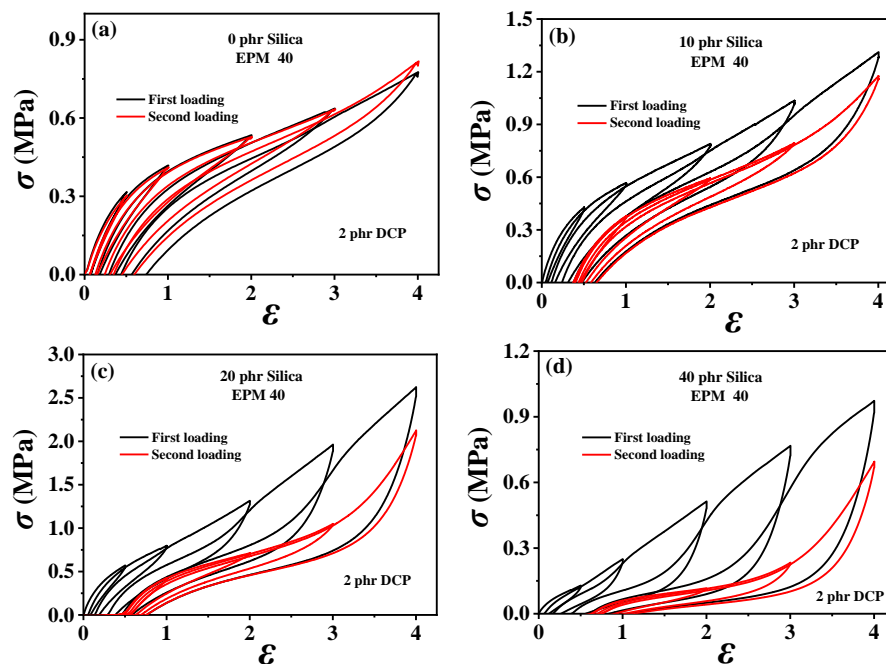 (a)
0 phr Silica
EPM 40
First loading
Second loading
2 phr DCP
σ (MPa)
0.9
0.6
0.3
0.0
0 1 2 3 4
ε
(b)
10 phr Silica
EPM 40
First loading
Second loading
2 phr DCP
σ (MPa)
1.5
1.2
0.9
0.6
0.3
0.0
0 1 2 3 4
ε
(c)
20 phr Silica
EPM 40
First loading
Second loading
2 phr DCP
σ (MPa)
3.0
2.5
2.0
1.5
1.0
0.5
0.0
0 1 2 3 4
ε
(d)
40 phr Silica
EPM 40
First loading
Second loading
2 phr DCP
σ (MPa)
1.2
0.9
0.6
0.3
0.0
0 1 2 3 4
ε